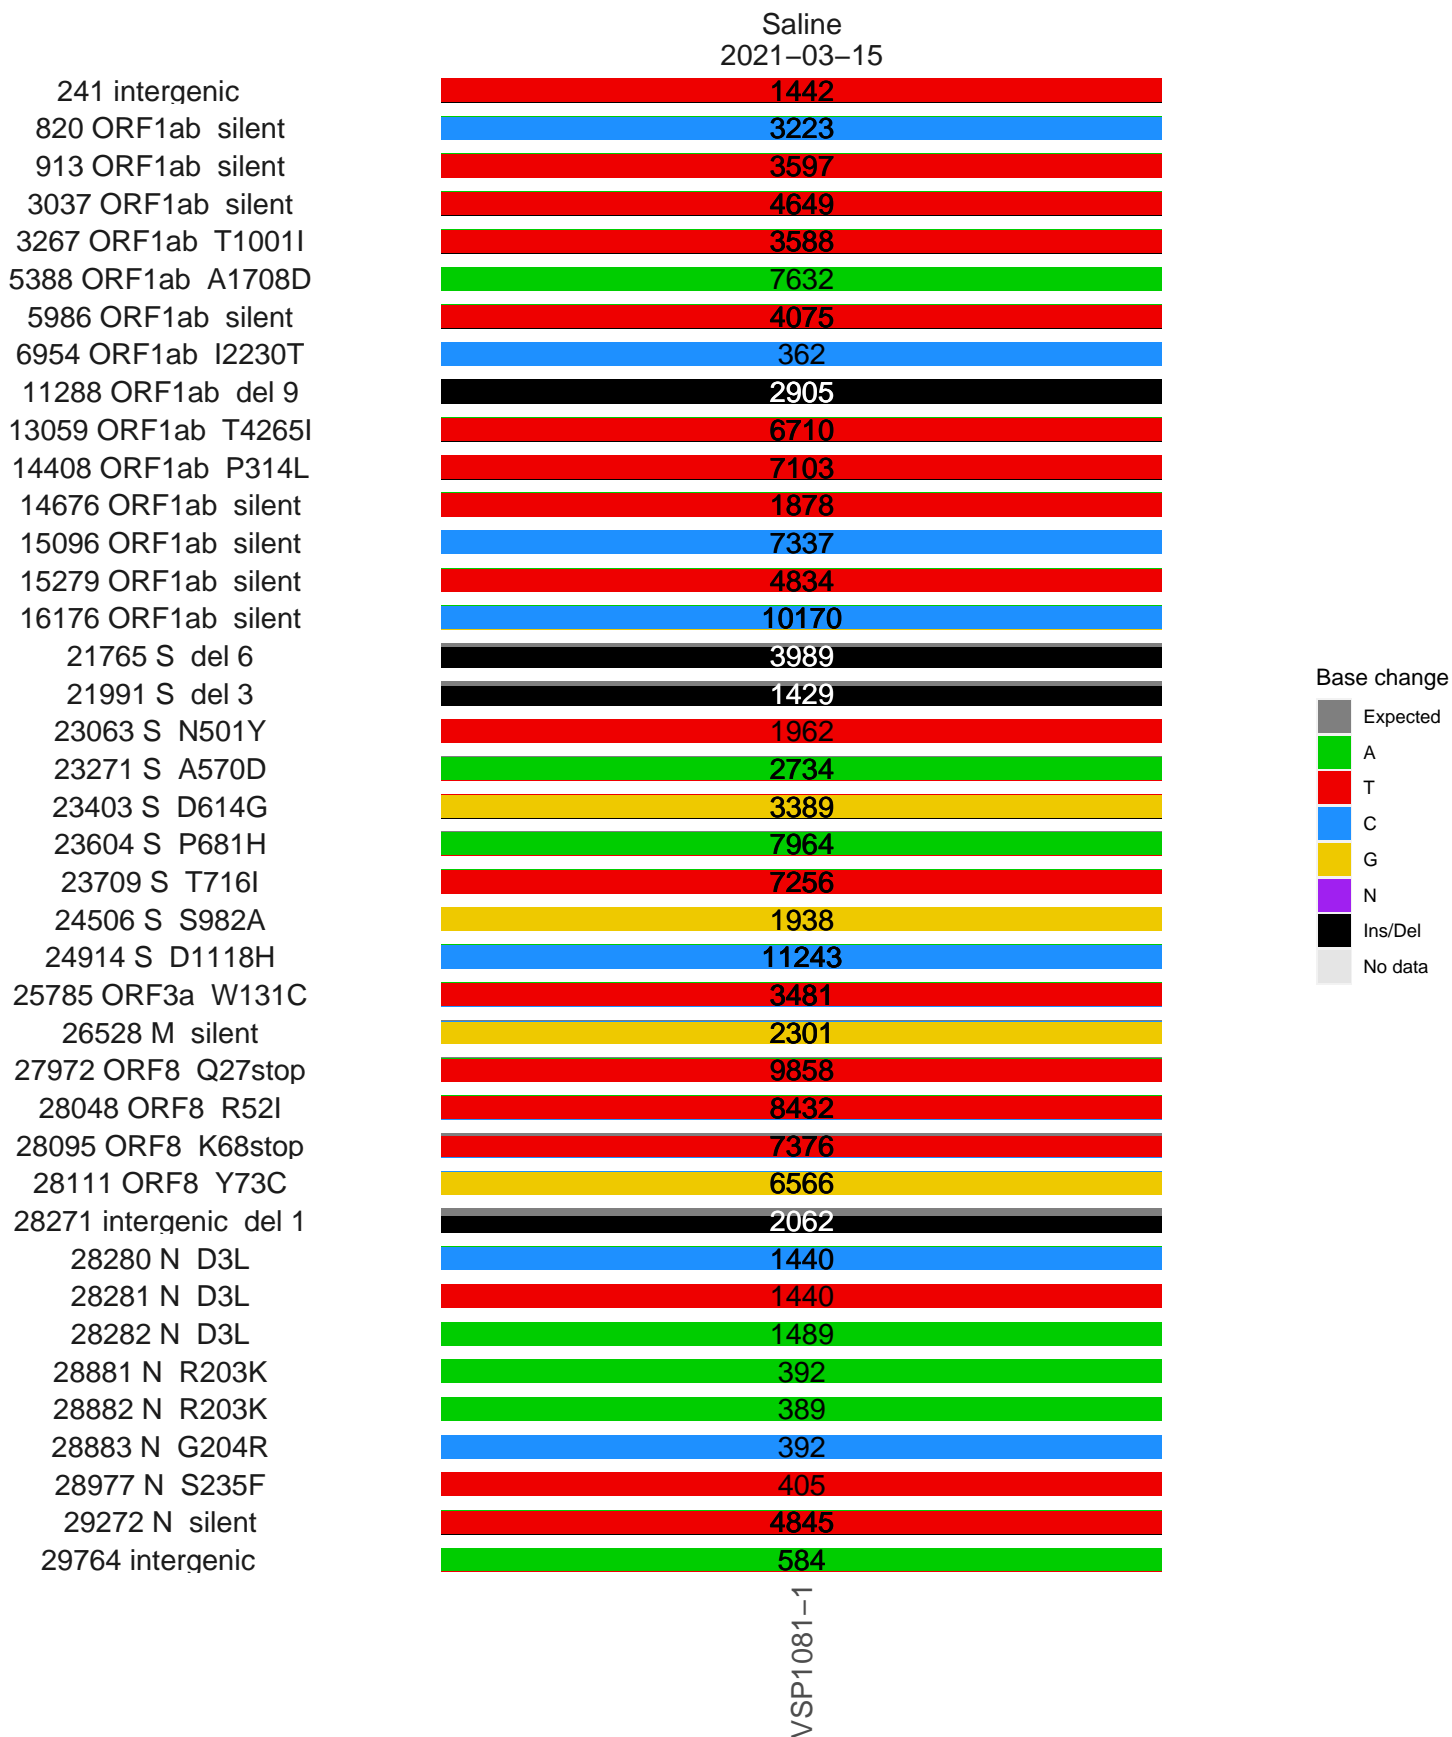 Saline
2021−03−15
241 intergenic 1442
820 ORF1ab silent 3223
913 ORF1ab silent 3597
3037 ORF1ab silent 4649
3267 ORF1ab T1001I 3588
5388 ORF1ab A1708D 7632
5986 ORF1ab silent 4075
6954 ORF1ab I2230T 362
11288 ORF1ab del 9 2905
13059 ORF1ab T4265I 6710
14408 ORF1ab P314L 7103
14676 ORF1ab silent 1878
15096 ORF1ab silent 7337
15279 ORF1ab silent 4834
16176 ORF1ab silent 10170
21765 S del 6 3989
21991 S del 3 1429
23063 S N501Y 1962
23271 S A570D 2734
23403 S D614G 3389
23604 S P681H 7964
23709 S T716I 7256
24506 S S982A 1938
24914 S D1118H 11243
25785 ORF3a W131C 3481
26528 M silent 2301
27972 ORF8 Q27stop 9858
28048 ORF8 R52I 8432
28095 ORF8 K68stop 7376
28111 ORF8 Y73C 6566
28271 intergenic del 1 2062
28280 N D3L 1440
28281 N D3L 1440
28282 N D3L 1489
28881 N R203K 392
28882 N R203K 389
28883 N G204R 392
28977 N S235F 405
29272 N silent 4845
29764 intergenic 584
VSP1081−1
Base change
Expected
A
T
C
G
N
Ins/Del
No data